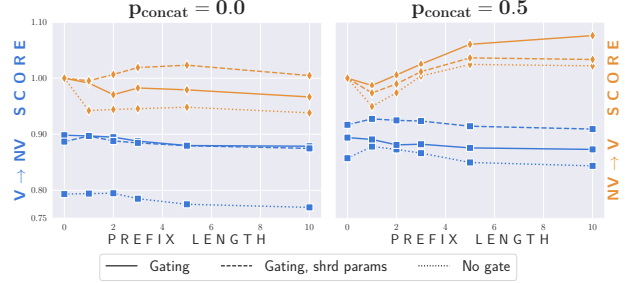 p_concat = 0.0
p_concat = 0.5
V → NV SCORE
1.10
1.00
0.90
0.80
0.75
0 2 4 6 8 10
0 2 4 6 8 10
PREFIX LENGTH
PREFIX LENGTH
NV → V SCORE
Gating
Gating, shrd params
No gate